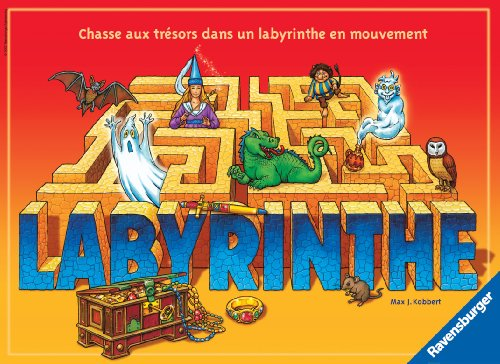 Chasse aux trésors dans un labyrinthe en mouvement
LABYRINTHE
Max J. Kobbert
Ravensburger